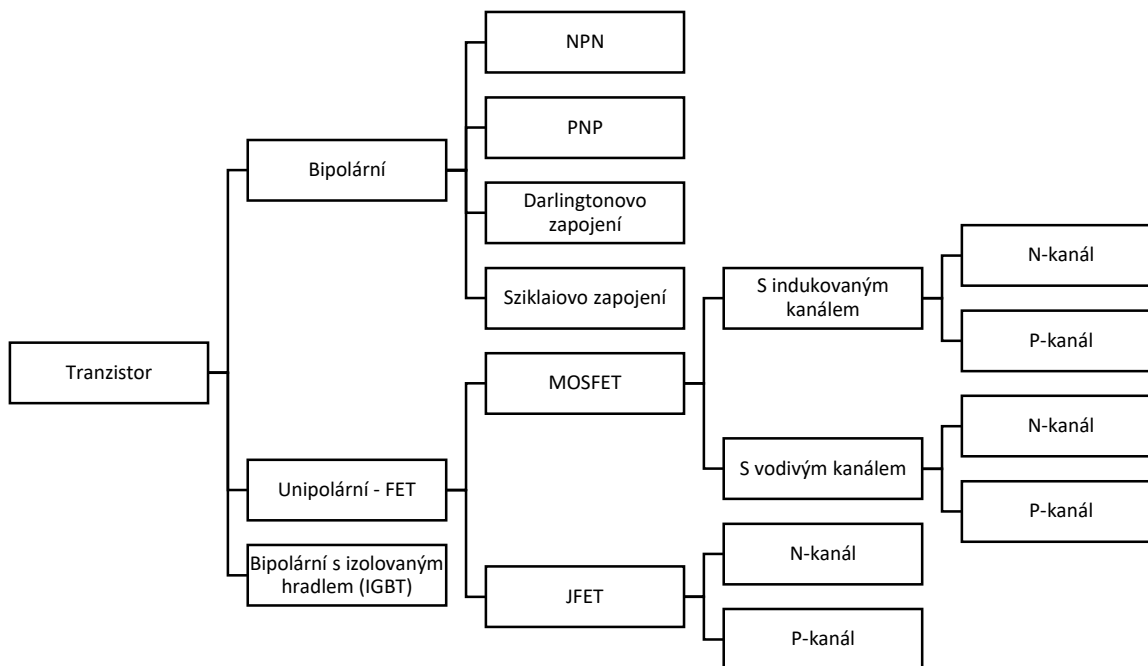 NPN
PNP
Bipolární
Darlingtonovo
zapojení
Sziklaiovo zapojení
S indukovaným
kanálem
N-kanál
P-kanál
Tranzistor
MOSFET
N-kanál
S vodivým kanálem
P-kanál
Unipolární - FET
Bipolární s izolovaným
hradlem (IGBT)
JFET
N-kanál
P-kanál